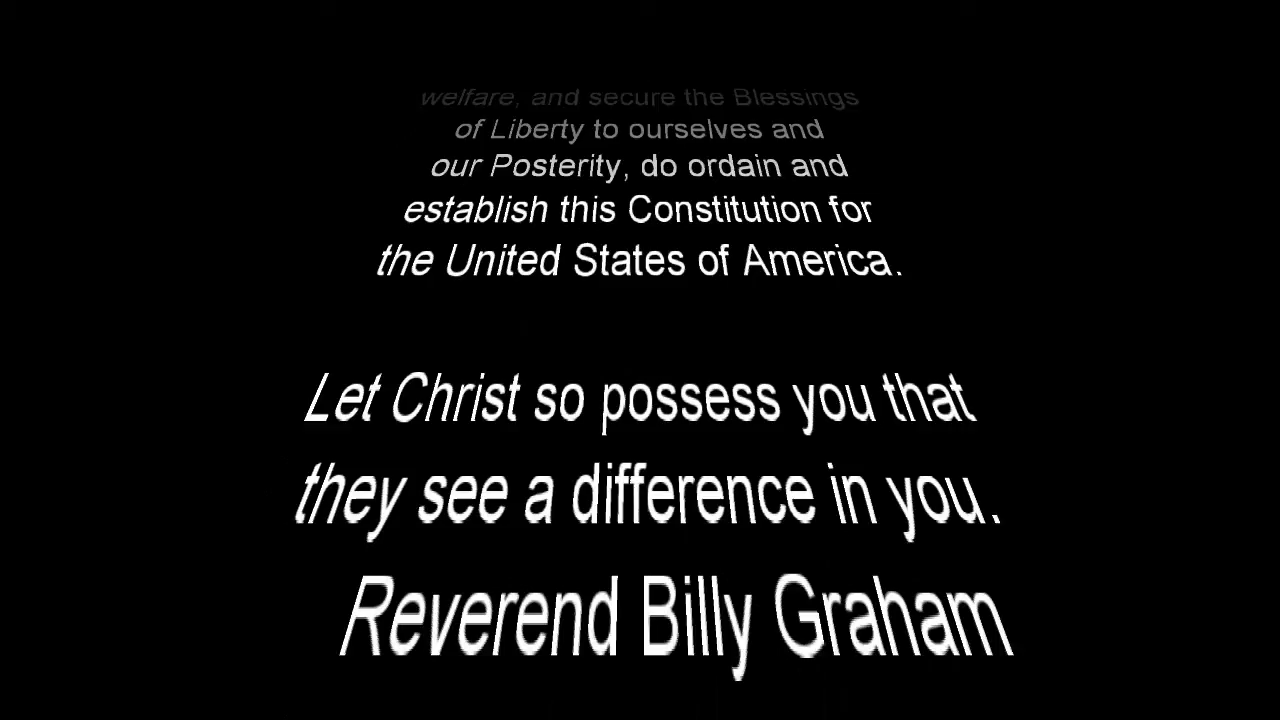 welfare, and secure the Blessings
of Liberty to ourselves and
our Posterity, do ordain and
establish this Constitution for
the United States of America.
Let Christ so possess you that
they see a difference in you.
Reverend Billy Graham